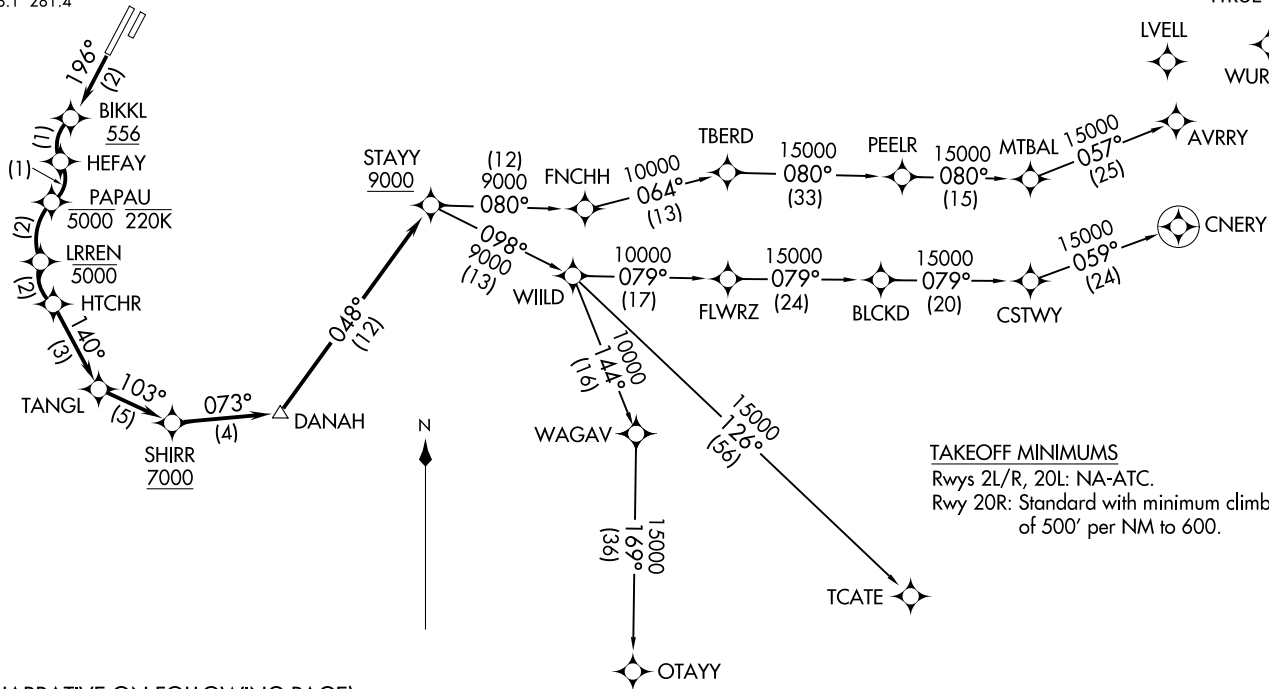 281.4
LVELL
196°
(2)
BIKKL
556
(1)
HEFAY
(1)
PAPAU
5000 220K
(2)
LRREN
5000
(2)
HTCHR
140°
(3)
TANGL
103°
(5)
SHIRR
7000
073°
(4)
DANAH
048°
(12)
STAYY
9000
(12)
9000
080°
FNCHH
10000
064°
(13)
TBERD
15000
080°
(33)
PEELR
15000
080°
(15)
MTBAL
15000
057°
(25)
AVRRY
098°
9000
(13)
WIILD
10000
079°
(17)
FLWRZ
15000
079°
(24)
BLCKD
15000
079°
(20)
CSTWY
15000
059°
(24)
CNERY
10000
144°
(16)
WAGAV
15000
169°
(36)
OTAYY
15000
126°
(56)
TCATE
N
TAKEOFF MINIMUMS
Rwys 2L/R, 20L: NA-ATC.
Rwy 20R: Standard with minimum climb
of 500' per NM to 600.
WUR
ON FOLLOWING PAGE)